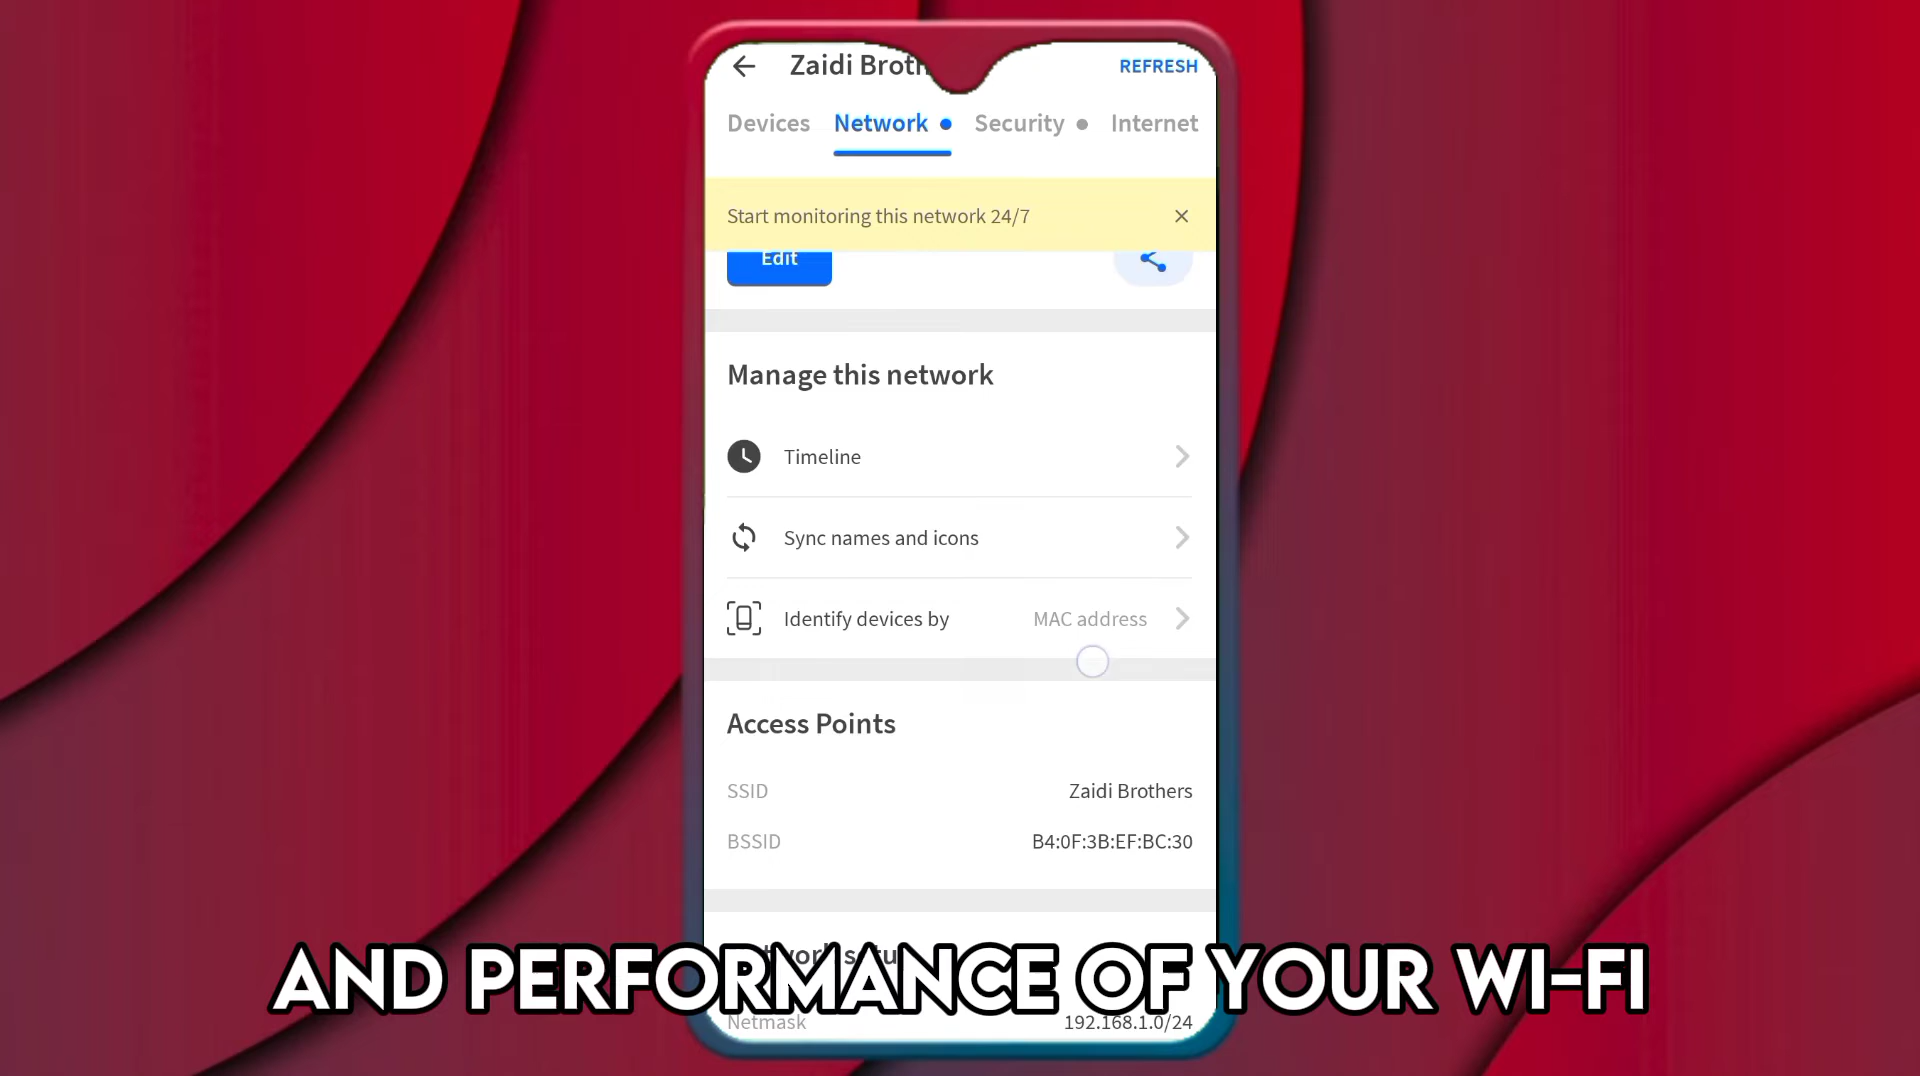 Zaidi Broth
REFRESH
Devices Network Security Internet
Start monitoring this network 24/7
Edit
Manage this network
Timeline
Sync names and icons
Identify devices by MAC address
Access Points
SSID Zaidi Brothers
BSSID B4:0F:3B:EF:BC:30
AND PERFORMANCE OF YOUR WI-FI
Netmask 192.168.1.0/24